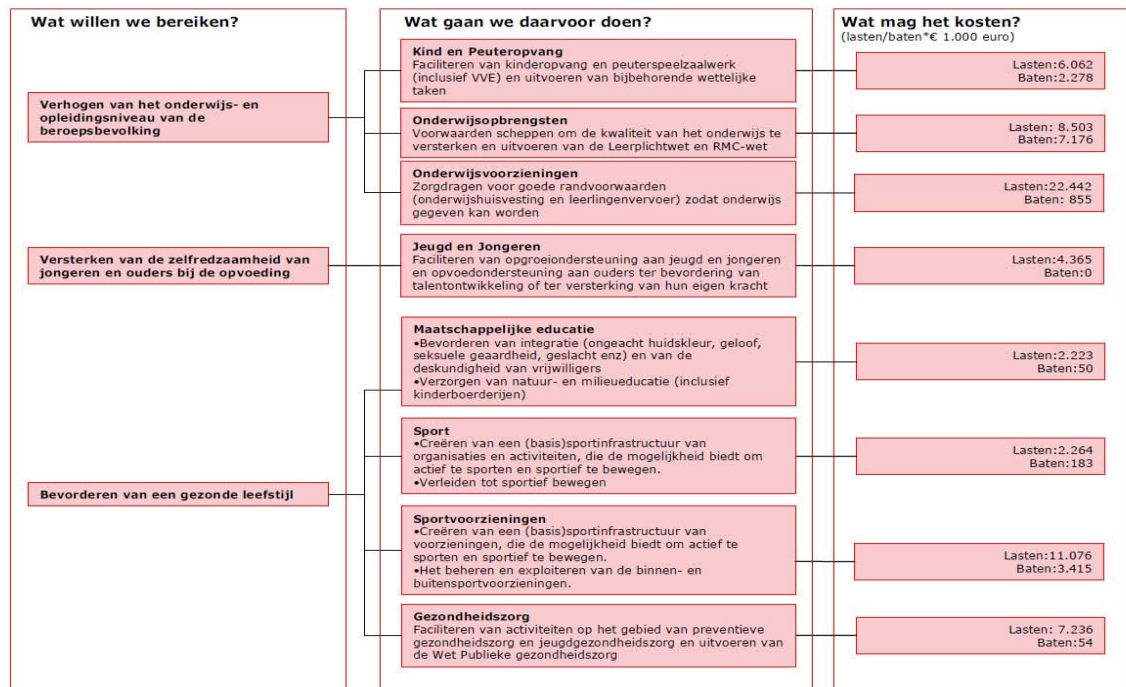 Wat willen we bereiken?
Verhogen van het onderwijs- en
opleidingsniveau van de
beroepsbevolking
Versterken van de zelfredzaamheid van
jongeren en ouders bij de opvoeding
Bevorderen van een gezonde leefstijl
Wat gaan we daarvoor doen?
Kind en Peuteropvang
Faciliteren van kinderopvang en peuterspeelzaalwerk
(inclusief VVE) en uitvoeren van bijbehorende wettelijke
taken
Onderwijsopbrengsten
Voorwaarden scheppen om de kwaliteit van het onderwijs te
versterken en uitvoeren van de Leerplichtwet en RMC-wet
Onderwijsvoorzieningen
Zorgdragen voor goede randvoorwaarden
(onderwijshuisvesting en leerlingenvervoer) zodat onderwijs
gegeven kan worden
Jeugd en Jongeren
Faciliteren van opgroeiondersteuning aan jeugd en jongeren
en opvoedondersteuning aan ouders ter bevordering van
talentontwikkeling of ter versterking van hun eigen kracht
Maatschappelijke educatie
•Bevorderen van integratie (ongeacht huidskleur, geloof,
seksuele geaardheid, geslacht enz) en van de
deskundigheid van vrijwilligers
•Verzorgen van natuur- en milieueducatie (inclusief
kinderboerderijen)
Sport
•Creëren van een (basis)sportinfrastructuur van
organisaties en activiteiten, die de mogelijkheid biedt om
actief te sporten en sportief te bewegen.
•Verleiden tot sportief bewegen
Sportvoorzieningen
•Creëren van een (basis)sportinfrastructuur van
voorzieningen, die de mogelijkheid biedt om actief te
sporten en sportief te bewegen.
•Het beheren en exploiteren van de binnen- en
buitensportvoorzieningen.
Gezondheidszorg
Faciliteren van activiteiten op het gebied van preventieve
gezondheidszorg en jeugdgezondheidszorg en uitvoeren van
de Wet Publieke gezondheidszorg
Wat mag het kosten?
(lasten/baten*€ 1.000 euro)
Lasten:6.062
Baten:2.278
Lasten: 8.503
Baten:7.176
Lasten:22.442
Baten: 855
Lasten:4.365
Baten:0
Lasten:2.223
Baten:50
Lasten:2.264
Baten:183
Lasten:11.076
Baten:3.415
Lasten: 7.236
Baten:54